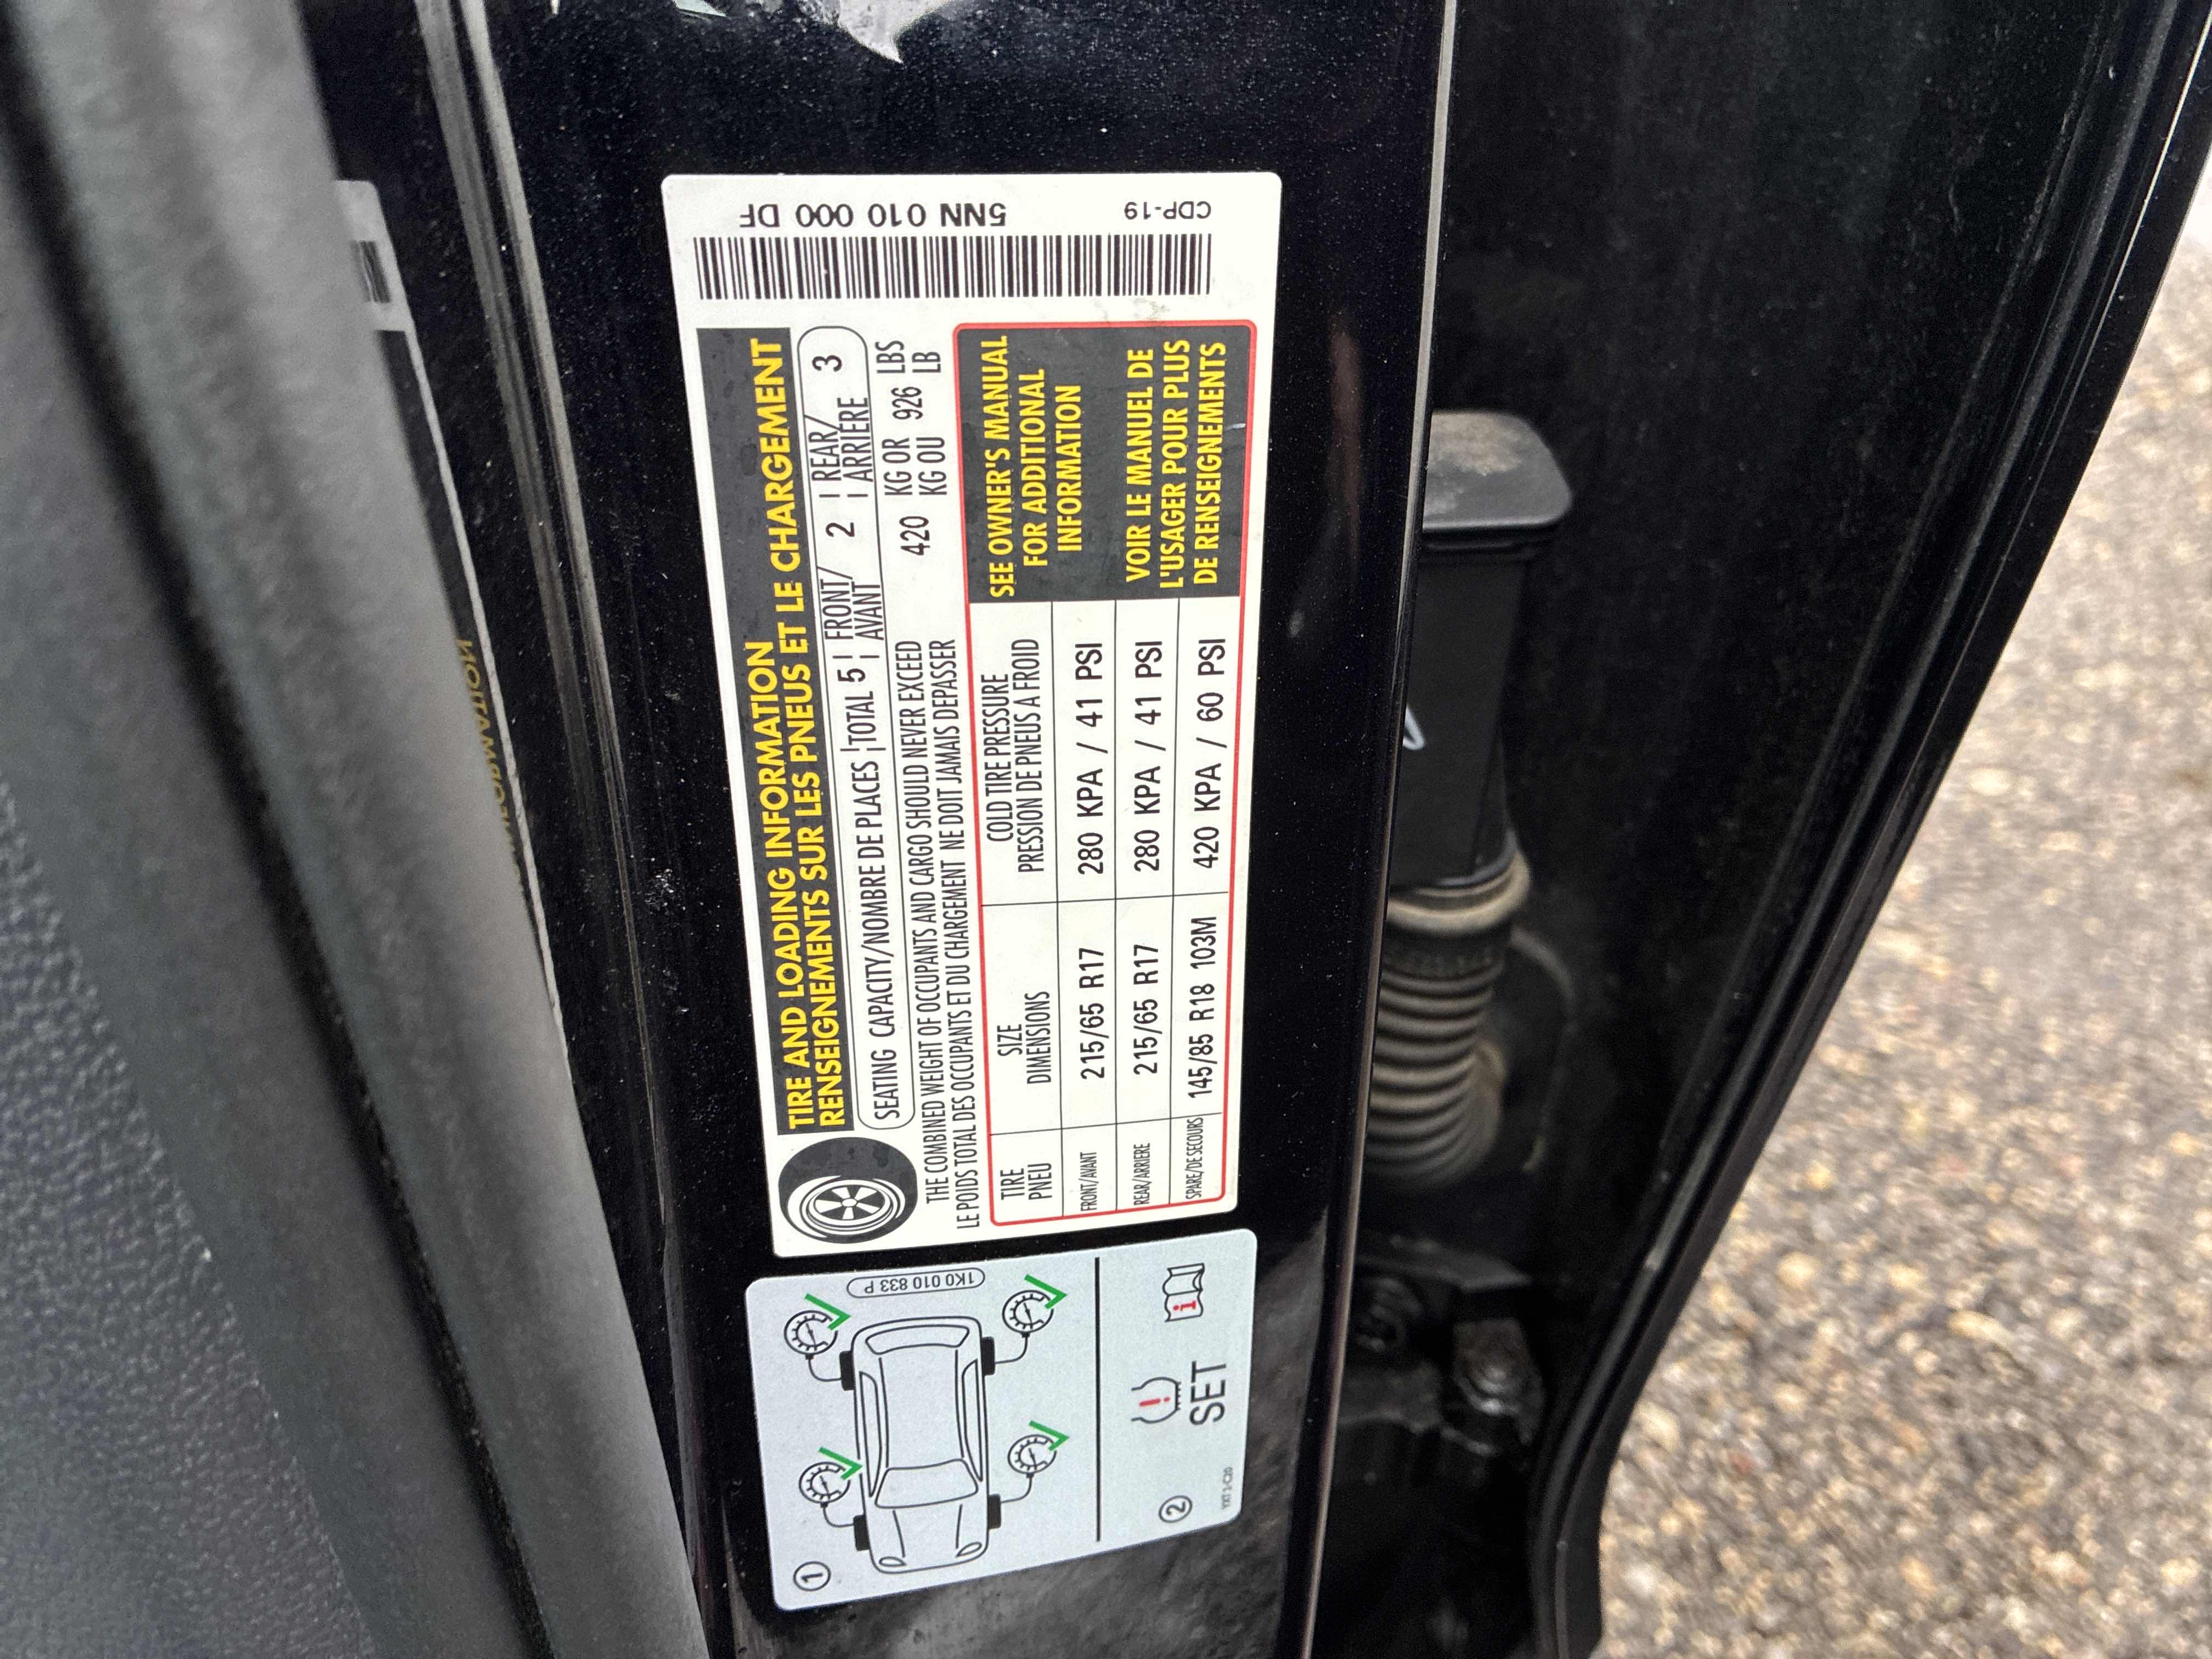 TIRE AND LOADING INFORMATION
RENSEIGNEMENTS SUR LES PNEUS ET LE CHARGEMENT
SEATING CAPACITY/NOMBRE DE PLACES TOTAL 5 FRONT/ AVANT 2 REAR/ ARRIERE 3
THE COMBINED WEIGHT OF OCCUPANTS AND CARGO SHOULD NEVER EXCEED 420 KG OR 926 LBS
LE POIDS TOTAL DES OCCUPANTS ET DU CHARGEMENT NE DOIT JAMAIS DEPASSER KG OU LB
TIRE PNEU SIZE DIMENSIONS COLD TIRE PRESSURE PRESSION DE PNEUS A FROID
FRONT/AVANT 215/65 R17 280 KPA / 41 PSI
REAR/ARRIERE 215/65 R17 280 KPA / 41 PSI
SPARE/DE SECOURS 145/85 R18 103M 420 KPA / 60 PSI
SEE OWNER'S MANUAL
FOR ADDITIONAL
INFORMATION
VOIR LE MANUEL DE
L'USAGER POUR PLUS
DE RENSEIGNEMENTS
5NN 010 000 DF
CDP-19
1
1K0 010 833 P
2
SET
i